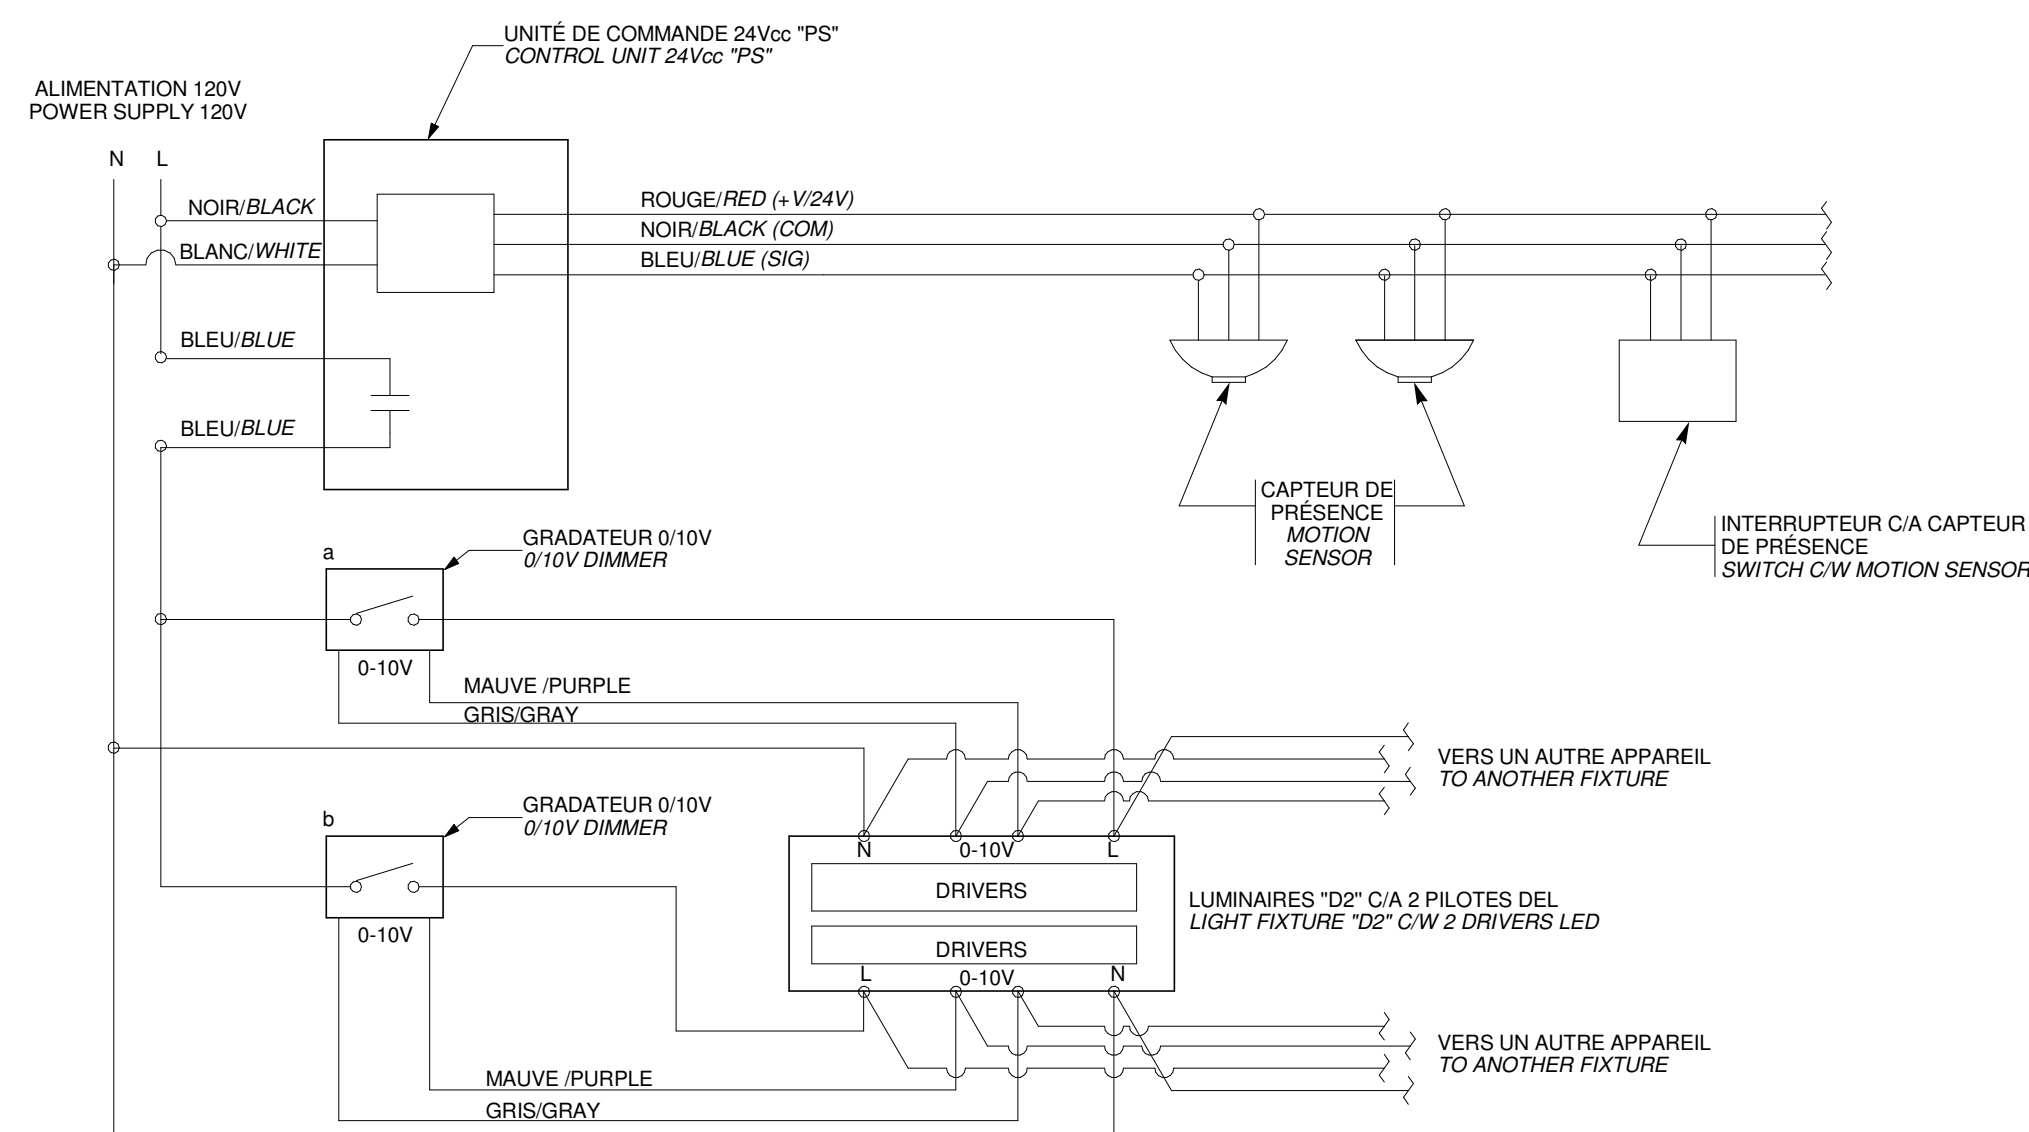 UNITÉ DE COMMANDE 24Vcc "PS"
CONTROL UNIT 24Vcc "PS"
ALIMENTATION 120V
POWER SUPPLY 120V
N L
NOIR/BLACK
BLANC/WHITE
BLEU/BLUE
BLEU/BLUE
ROUGE/RED (+V/24V)
NOIR/BLACK (COM)
BLEU/BLUE (SIG)
CAPTEUR DE
PRÉSENCE
MOTION
SENSOR
INTERRUPTEUR C/A CAPTEUR
DE PRÉSENCE
SWITCH C/W MOTION SENSOR
a
GRADATEUR 0/10V
0/10V DIMMER
0-10V
MAUVE /PURPLE
GRIS/GRAY
VERS UN AUTRE APPAREIL
TO ANOTHER FIXTURE
b
GRADATEUR 0/10V
0/10V DIMMER
0-10V
N 0-10V L
DRIVERS
DRIVERS
L 0-10V N
LUMINAIRES "D2" C/A 2 PILOTES DEL
LIGHT FIXTURE "D2" C/W 2 DRIVERS LED
VERS UN AUTRE APPAREIL
TO ANOTHER FIXTURE
MAUVE /PURPLE
GRIS/GRAY